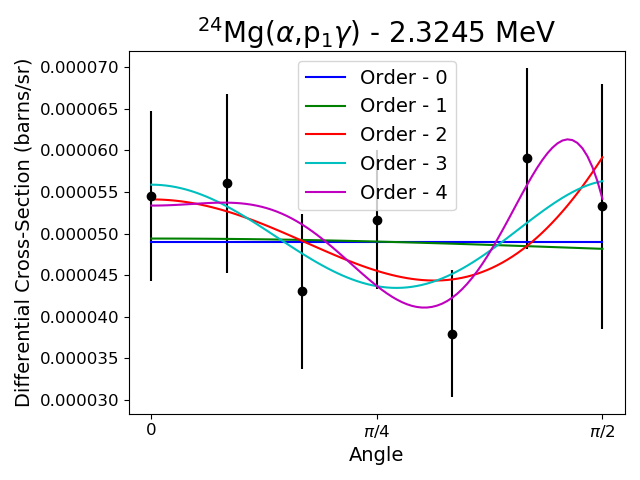 ²⁴Mg(α,p₁γ) - 2.3245 MeV
Differential Cross-Section (barns/sr)
0.000070
0.000065
0.000060
0.000055
0.000050
0.000045
0.000040
0.000035
0.000030
Order - 0
Order - 1
Order - 2
Order - 3
Order - 4
0 π/4 π/2
Angle